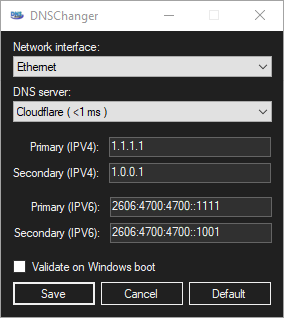 DNSChanger
Network interface:
Ethernet
DNS server:
Cloudflare ( <1 ms )
Primary (IPV4): 1.1.1.1
Secondary (IPV4): 1.0.0.1
Primary (IPV6): 2606:4700:4700::1111
Secondary (IPV6): 2606:4700:4700::1001
Validate on Windows boot
Save Cancel Default